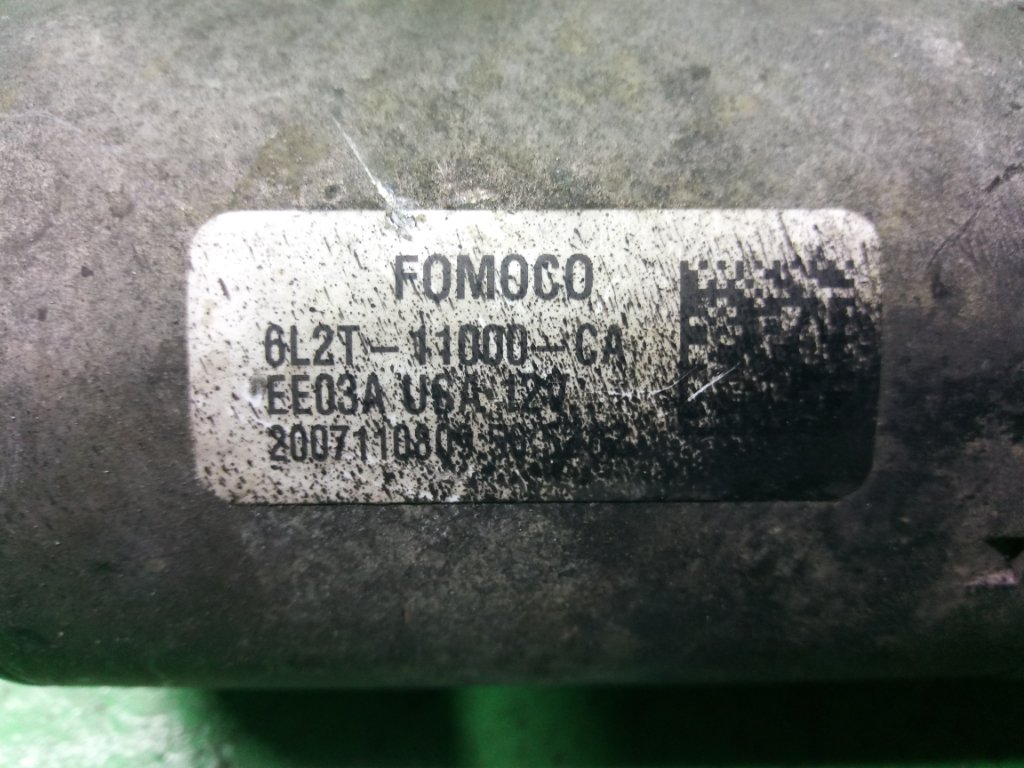 FOMOCO
6L2T-11000-CA
EE03A USA 12V